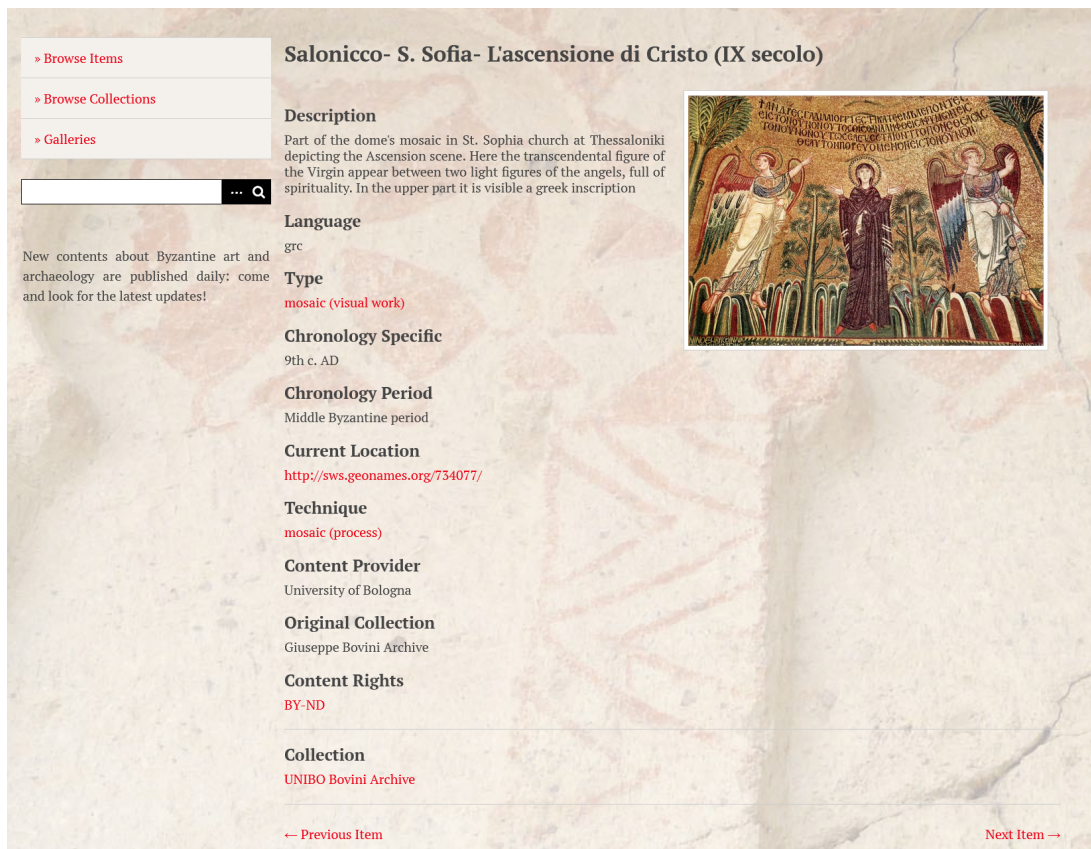 » Browse Items
» Browse Collections
» Galleries
...
New contents about Byzantine art and
archaeology are published daily: come
and look for the latest updates!
Salonicco- S. Sofia- L'ascensione di Cristo (IX secolo)
Description
Part of the dome's mosaic in St. Sophia church at Thessaloniki
depicting the Ascension scene. Here the transcendental figure of
the Virgin appear between two light figures of the angels, full of
spirituality. In the upper part it is visible a greek inscription
Language
grc
Type
mosaic (visual work)
Chronology Specific
9th c. AD
Chronology Period
Middle Byzantine period
Current Location
http://sws.geonames.org/734077/
Technique
mosaic (process)
Content Provider
University of Bologna
Original Collection
Giuseppe Bovini Archive
Content Rights
BY-ND
Collection
UNIBO Bovini Archive
← Previous Item
Next Item →